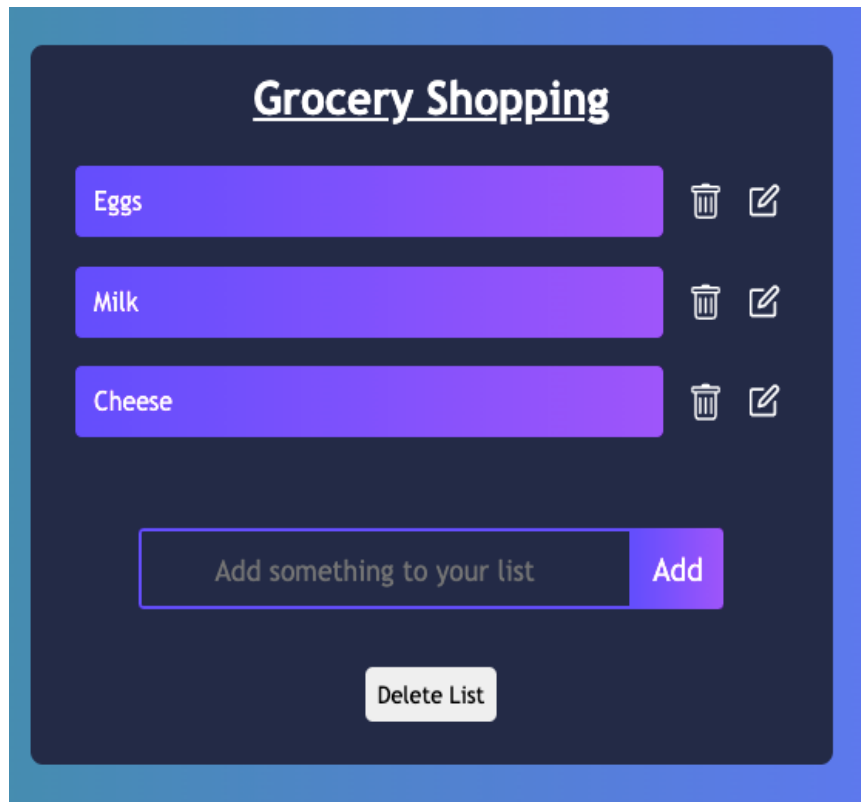 Grocery Shopping
Eggs
Milk
Cheese
Add something to your list Add
Delete List